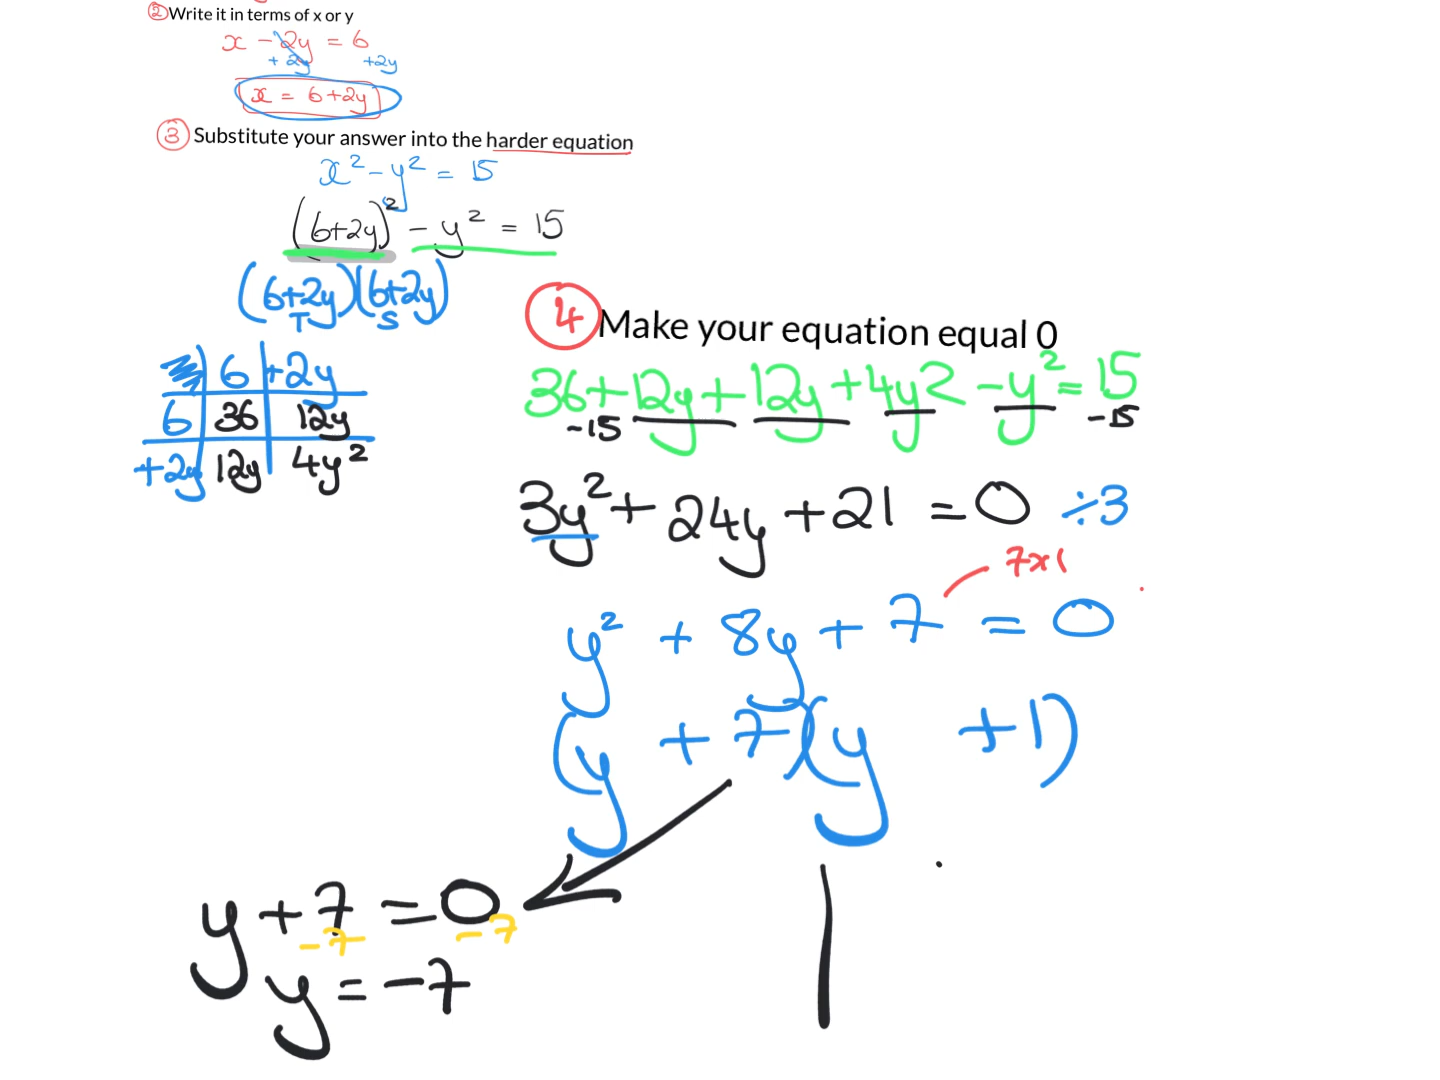 ② Write it in terms of x or y
x - 2y = 6
+ 2y +2y
x = 6+2y
③ Substitute your answer into the harder equation
x² - y² = 15
(6+2y)² - y² = 15
(6+2y)(6+2y)
T S
6 +2y
6 36 12y
+2y 12y 4y²
④ Make your equation equal 0
36+12y+12y+4y2 -y²=15
-15 -15
3y²+24y+21=0 ÷3
7x1
y² + 8y + 7 = 0
(y + 7)(y +1)
y+7=0
-7 -7
y=-7